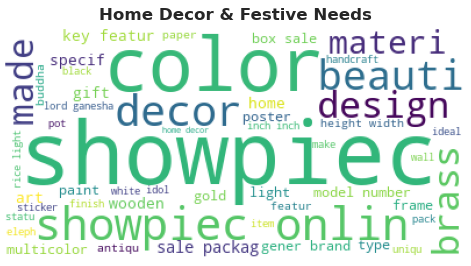 Home Decor & Festive Needs
key featur paper
box sale
materi
made
specif
color
handcraft
buddha
black
beauti
gift
lord ganesha
decor
home
design
poster
pot
inch inch
height width
ideal
rice light
home decor
make
showpiec
wall
brass
art
paint
white
idol
gold
light
model number
sticker
finish
wooden
featur
frame
statu
showpiec
onlin
item
pack
eleph
multicolor
antiqu
sale packag
gener brand
type
uniqu